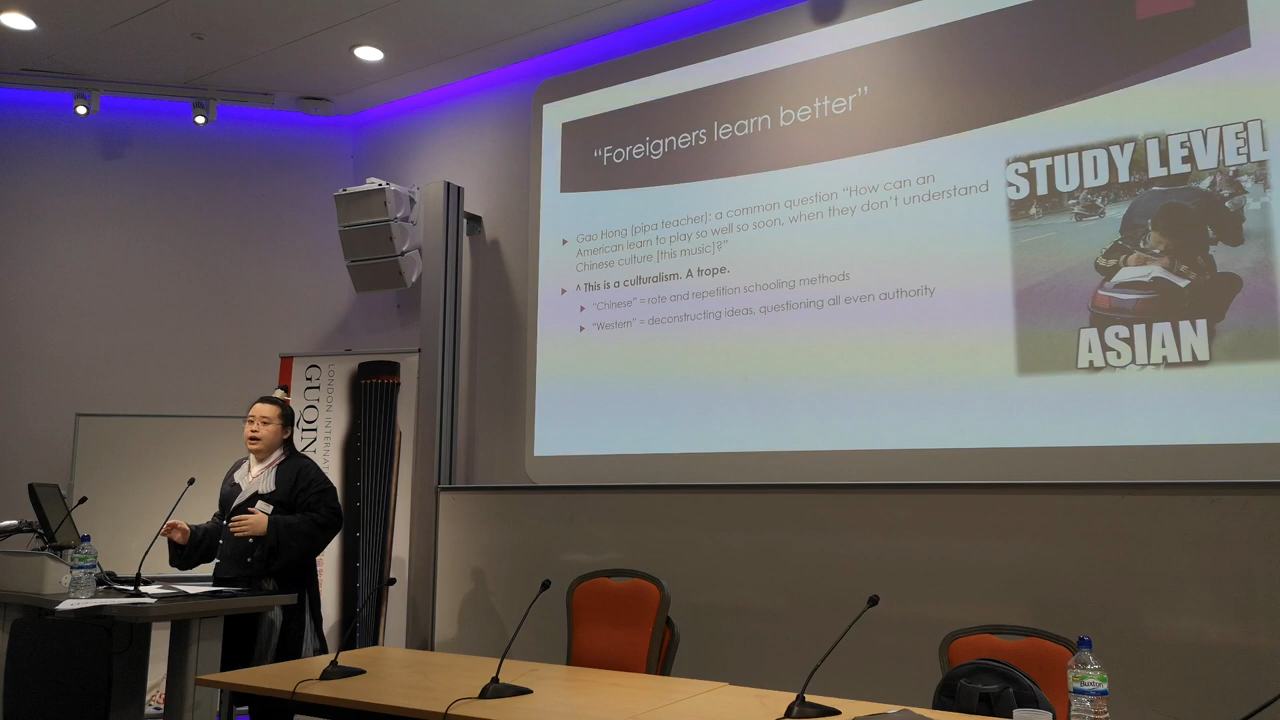 “Foreigners learn better”
Gao Hong [pipa teacher]: a common question “How can an
American learn to play so well so soon, when they don’t understand
Chinese culture [this music]?”
^ This is a culturalism. A trope.
“Chinese” = rote and repetition schooling methods
“Western” = deconstructing ideas, questioning all even authority
STUDY LEVEL
ASIAN
LONDON INTERNAT
GUQIN
Buxton